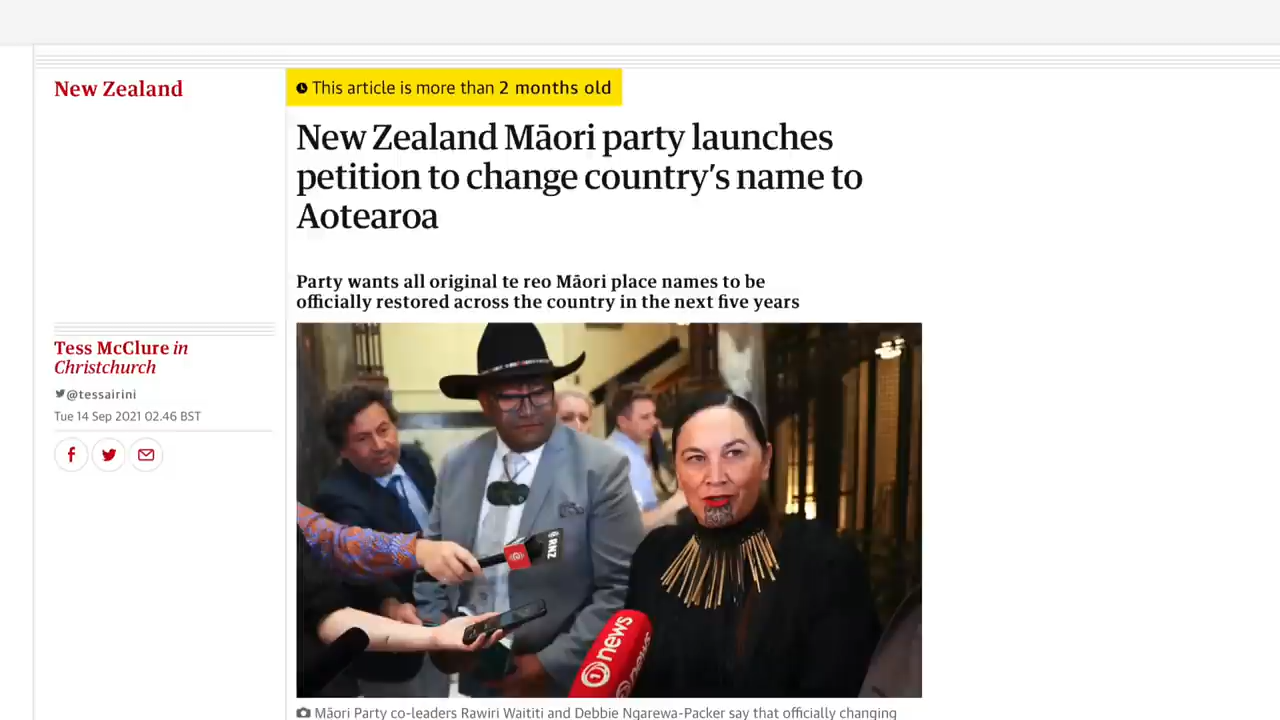 New Zealand
This article is more than 2 months old
New Zealand Māori party launches
petition to change country's name to
Aotearoa
Party wants all original te reo Māori place names to be
officially restored across the country in the next five years
Tess McClure in
Christchurch
@tessairini
Tue 14 Sep 2021 02.46 BST
RNZ
1 news
news
Māori Party co-leaders Rawiri Waititi and Debbie Ngarewa-Packer say that officially changing